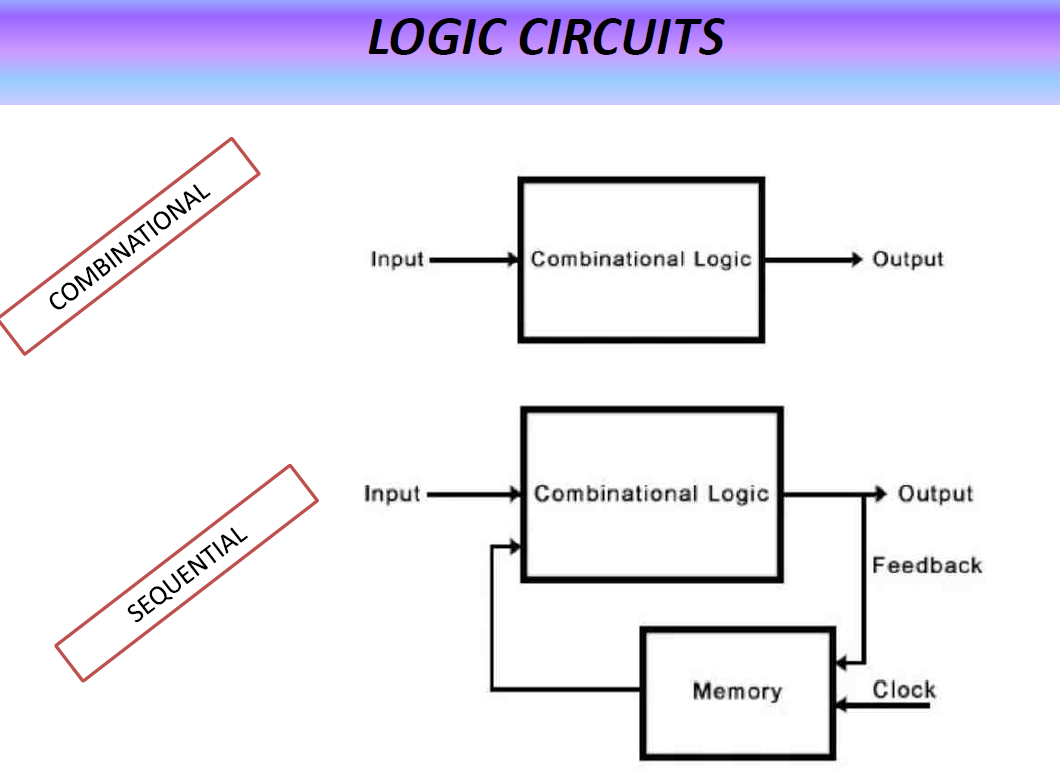 LOGIC CIRCUITS
COMBINATIONAL
Input
Combinational Logic
Output
SEQUENTIAL
Input
Combinational Logic
Output
Feedback
Memory
Clock